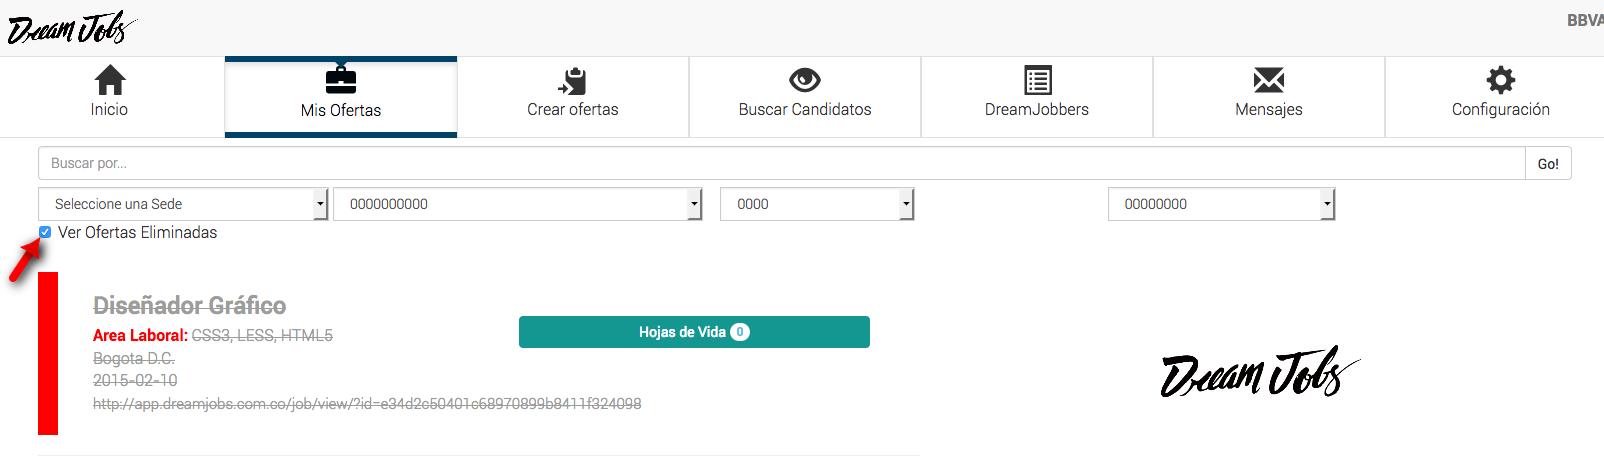 Dream Jobs
BBVA
Inicio
Mis Ofertas
Crear ofertas
Buscar Candidatos
DreamJobbers
Mensajes
Configuración
Buscar por...
Go!
Seleccione una Sede
0000000000
0000
00000000
Ver Ofertas Eliminadas
Diseñador Gráfico
Area Laboral: CSS3, LESS, HTML5
Hojas de Vida 0
Bogota D.C.
2015-02-10
http://app.dreamjobs.com.co/job/view/?id=e34d2c50401c68970899b8411f324098
Dream Jobs